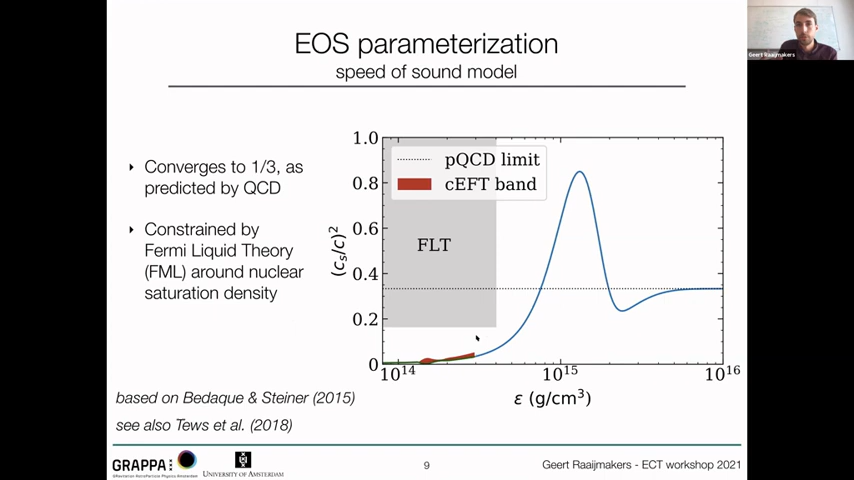 EOS parameterization
speed of sound model
Geert Raaijmakers
‣ Converges to 1/3, as
predicted by QCD
‣ Constrained by
Fermi Liquid Theory
(FML) around nuclear
saturation density
1.0
0.8
0.6
0.4
0.2
0
(c_s/c)^2
pQCD limit
cEFT band
FLT
10^14
10^15
10^16
ε (g/cm^3)
based on Bedaque & Steiner (2015)
see also Tews et al. (2018)
GRAPPA
UNIVERSITY OF AMSTERDAM
9
Geert Raaijmakers - ECT workshop 2021